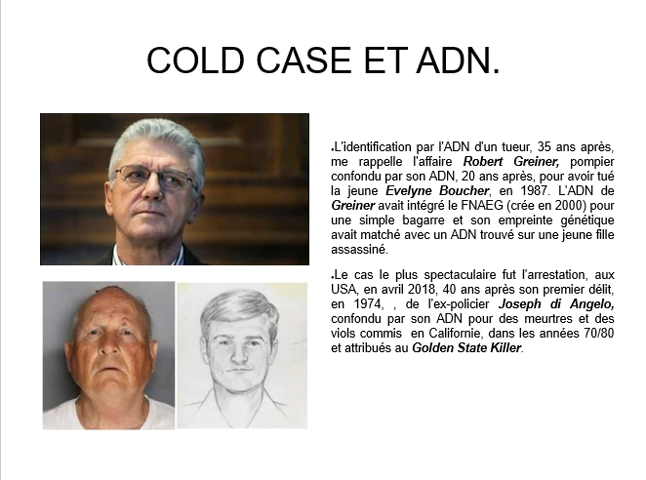 COLD CASE ET ADN.
.L'identification par l'ADN d'un tueur, 35 ans après,
me rappelle l'affaire Robert Greiner, pompier
confondu par son ADN, 20 ans après, pour avoir tué
la jeune Evelyne Boucher, en 1987. L'ADN de
Greiner avait intégré le FNAEG (crée en 2000) pour
une simple bagarre et son empreinte génétique
avait matché avec un ADN trouvé sur une jeune fille
assassiné.
.Le cas le plus spectaculaire fut l'arrestation, aux
USA, en avril 2018, 40 ans après son premier délit,
en 1974, , de l'ex-policier Joseph di Angelo,
confondu par son ADN pour des meurtres et des
viols commis en Californie, dans les années 70/80
et attribués au Golden State Killer.